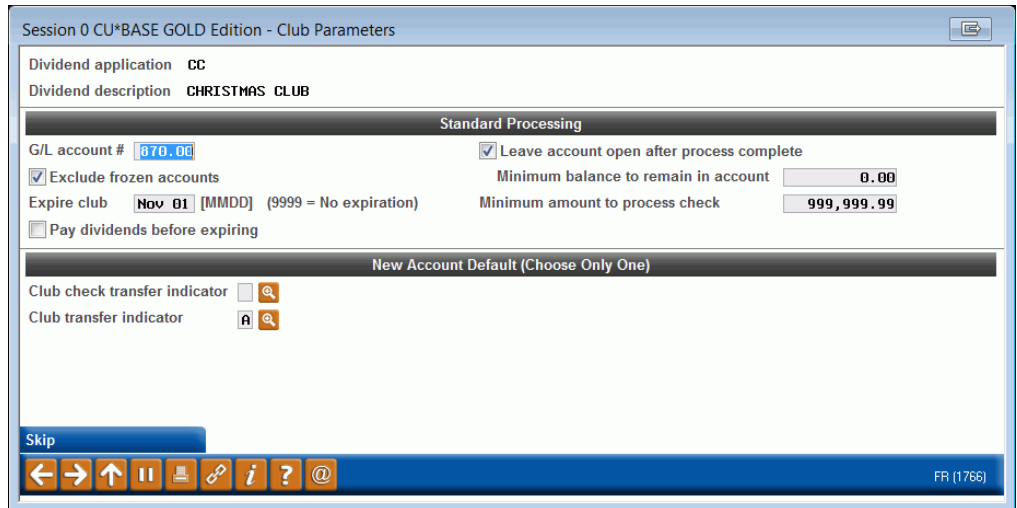 Session 0 CU*BASE GOLD Edition - Club Parameters
Dividend application CC
Dividend description CHRISTMAS CLUB
Standard Processing
G/L account # 870.00 Leave account open after process complete
Exclude frozen accounts Minimum balance to remain in account 0.00
Expire club Nov 01 [MMDD] (9999 = No expiration) Minimum amount to process check 999,999.99
Pay dividends before expiring
New Account Default (Choose Only One)
Club check transfer indicator
Club transfer indicator A
Skip
FR (1766)